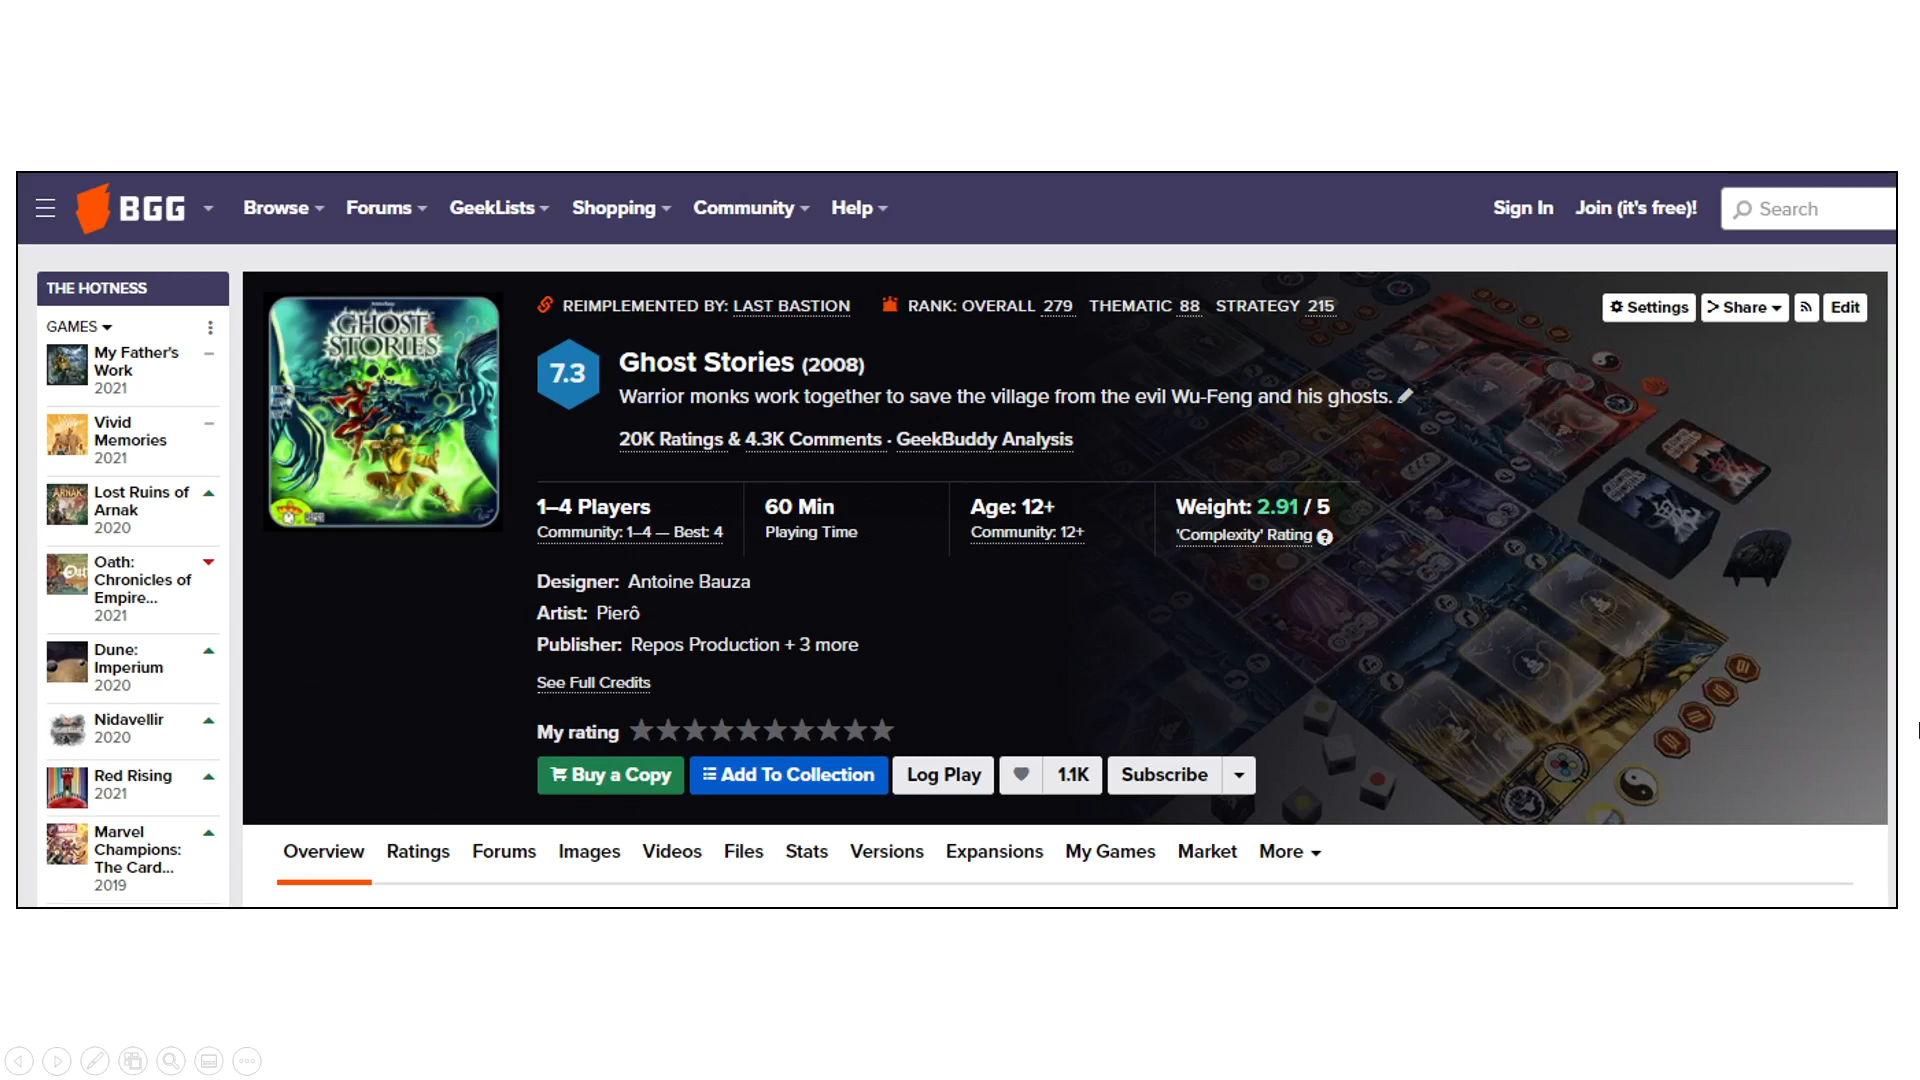 BGG
Browse
Forums
GeekLists
Shopping
Community
Help
Sign In
Join (it's free)!
Search
THE HOTNESS
GAMES
My Father's
Work
2021
Vivid
Memories
2021
Lost Ruins of
Arnak
2020
Oath:
Chronicles of
Empire...
2021
Dune:
Imperium
2020
Nidavellir
2020
Red Rising
2021
Marvel
Champions:
The Card...
2019
GHOST
STORIES
REIMPLEMENTED BY: LAST BASTION
RANK: OVERALL 279 THEMATIC 88 STRATEGY 215
Settings
Share
Edit
7.3
Ghost Stories (2008)
Warrior monks work together to save the village from the evil Wu-Feng and his ghosts.
20K Ratings & 4.3K Comments · GeekBuddy Analysis
1–4 Players
Community: 1–4 — Best: 4
60 Min
Playing Time
Age: 12+
Community: 12+
Weight: 2.91 / 5
'Complexity' Rating
Designer: Antoine Bauza
Artist: Pierô
Publisher: Repos Production + 3 more
See Full Credits
My rating
Buy a Copy
Add To Collection
Log Play
1.1K
Subscribe
Overview
Ratings
Forums
Images
Videos
Files
Stats
Versions
Expansions
My Games
Market
More